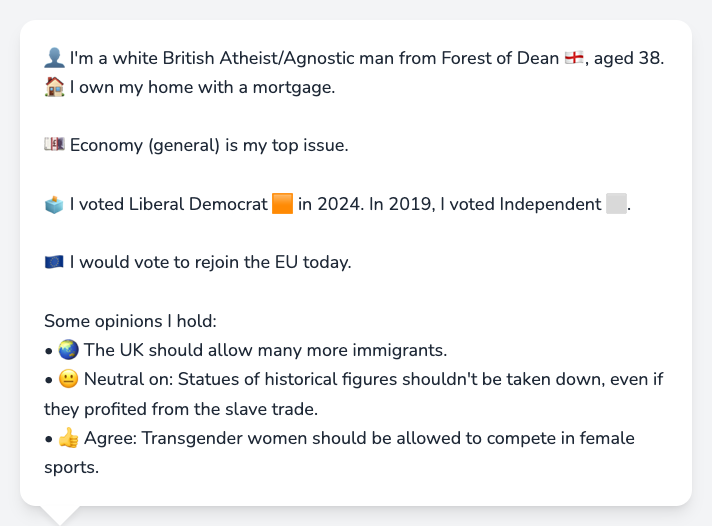 👤 I'm a white British Atheist/Agnostic man from Forest of Dean 🏴󠁧󠁢󠁥󠁮󠁧󠁿, aged 38.
🏠 I own my home with a mortgage.
💷 Economy (general) is my top issue.
🗳️ I voted Liberal Democrat 🟧 in 2024. In 2019, I voted Independent ⬜.
🇪🇺 I would vote to rejoin the EU today.
Some opinions I hold:
• 🌏 The UK should allow many more immigrants.
• 😐 Neutral on: Statues of historical figures shouldn't be taken down, even if
they profited from the slave trade.
• 👍 Agree: Transgender women should be allowed to compete in female
sports.